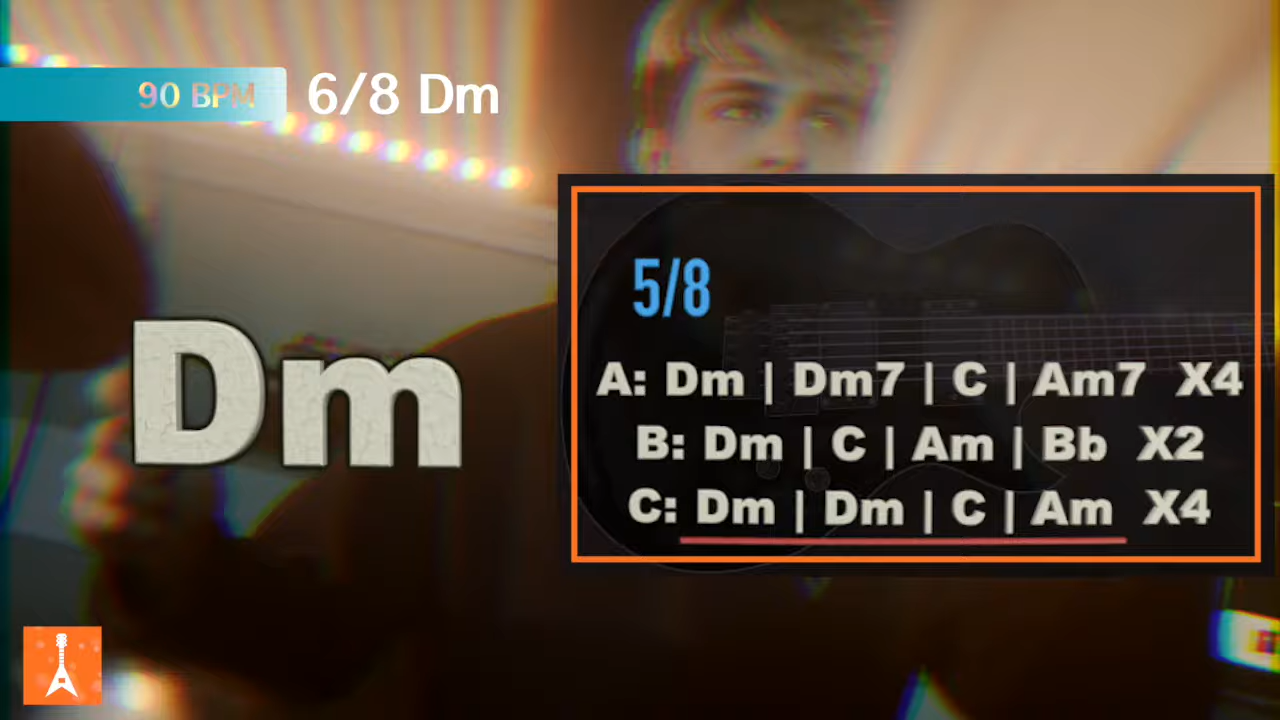 90 BPM 6/8 Dm
5/8
Dm
A: Dm | Dm7 | C | Am7 X4
B: Dm | C | Am | Bb X2
C: Dm | Dm | C | Am X4